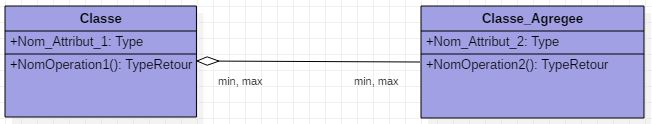 Classe
+Nom_Attribut_1: Type
+NomOperation1(): TypeRetour
min, max
min, max
Classe_Agregee
+Nom_Attribut_2: Type
+NomOperation2(): TypeRetour